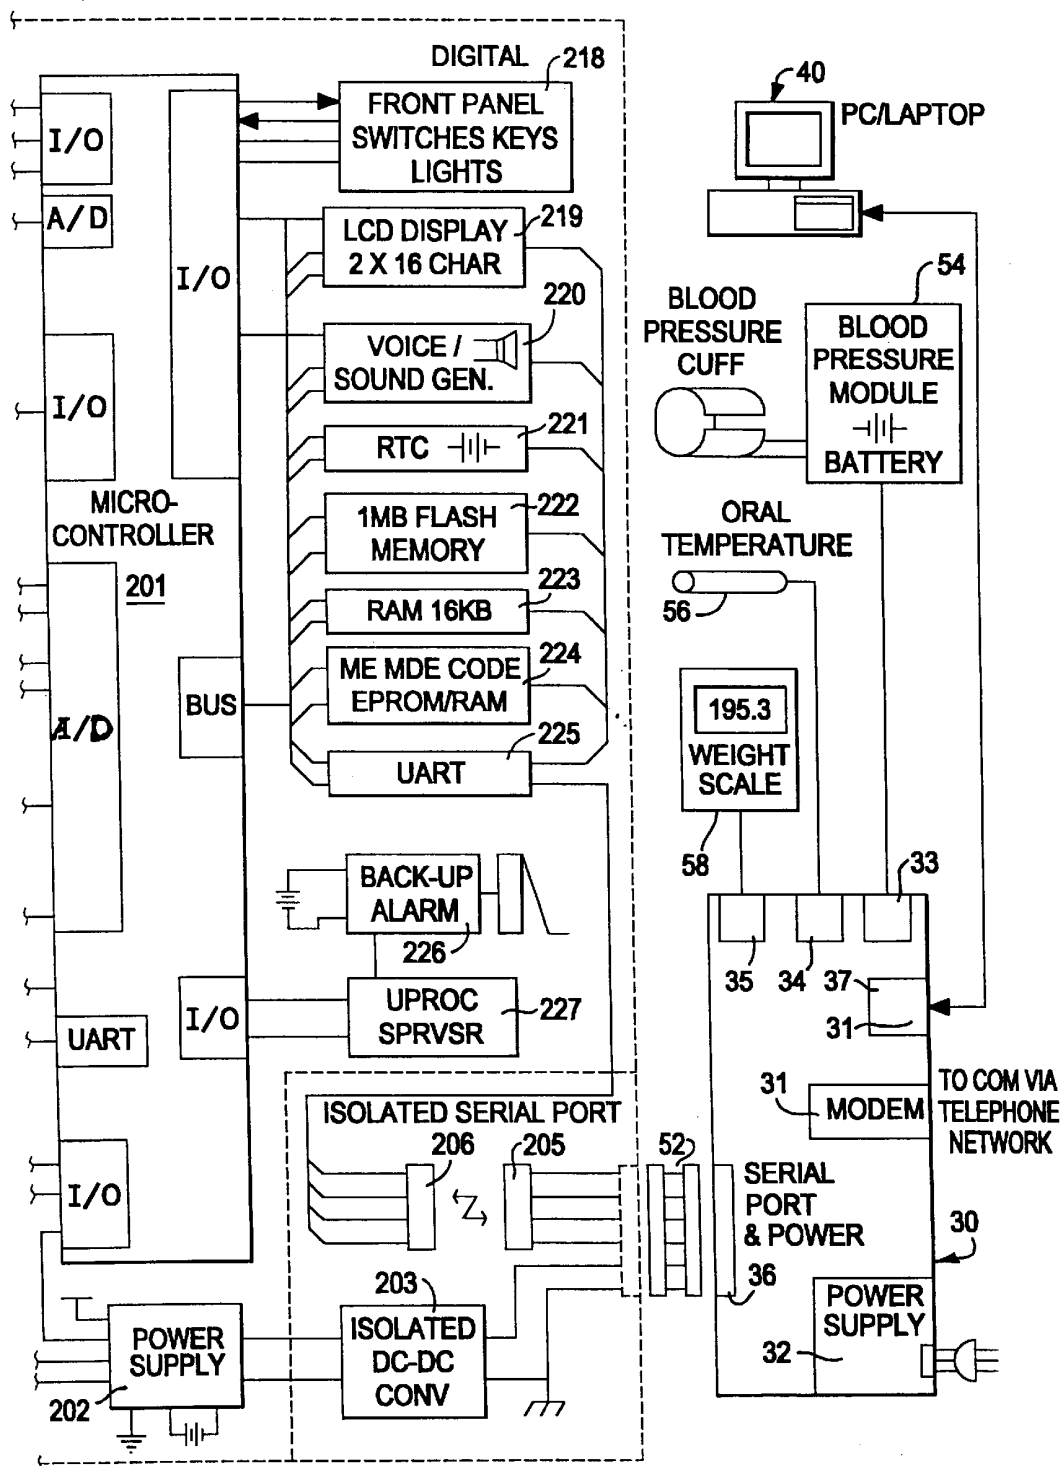 DIGITAL
218
FRONT PANEL
SWITCHES KEYS
LIGHTS
I/O
A/D
I/O
I/O
LCD DISPLAY
2 X 16 CHAR
219
VOICE /
SOUND GEN.
220
RTC
221
1MB FLASH
MEMORY
222
RAM 16KB
223
ME MDE CODE
EPROM/RAM
224
UART
225
MICRO-
CONTROLLER
201
A/D
BUS
BACK-UP
ALARM
226
UPROC
SPRVSR
227
I/O
UART
I/O
ISOLATED SERIAL PORT
206
205
52
203
ISOLATED
DC-DC
CONV
POWER
SUPPLY
202
40
PC/LAPTOP
54
BLOOD
PRESSURE
CUFF
BLOOD
PRESSURE
MODULE
BATTERY
ORAL
TEMPERATURE
56
195.3
WEIGHT
SCALE
58
33
35
34
37
31
31
MODEM
TO COM VIA
TELEPHONE
NETWORK
SERIAL
PORT
& POWER
30
36
POWER
SUPPLY
32